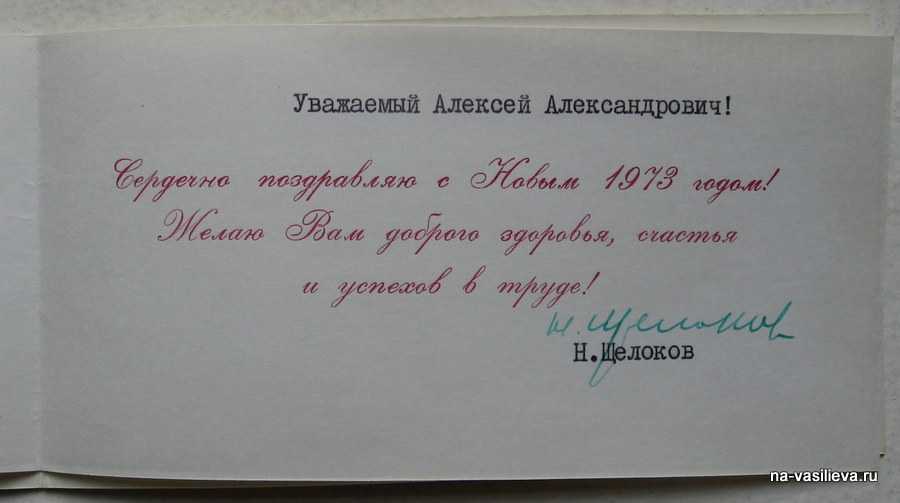 Уважаемый Алексей Александрович!
Сердечно поздравляю с Новым 1973 годом!
Желаю Вам доброго здоровья, счастья
и успехов в труде!
н. Щелоков
Н.Щелоков
na-vasilieva.ru